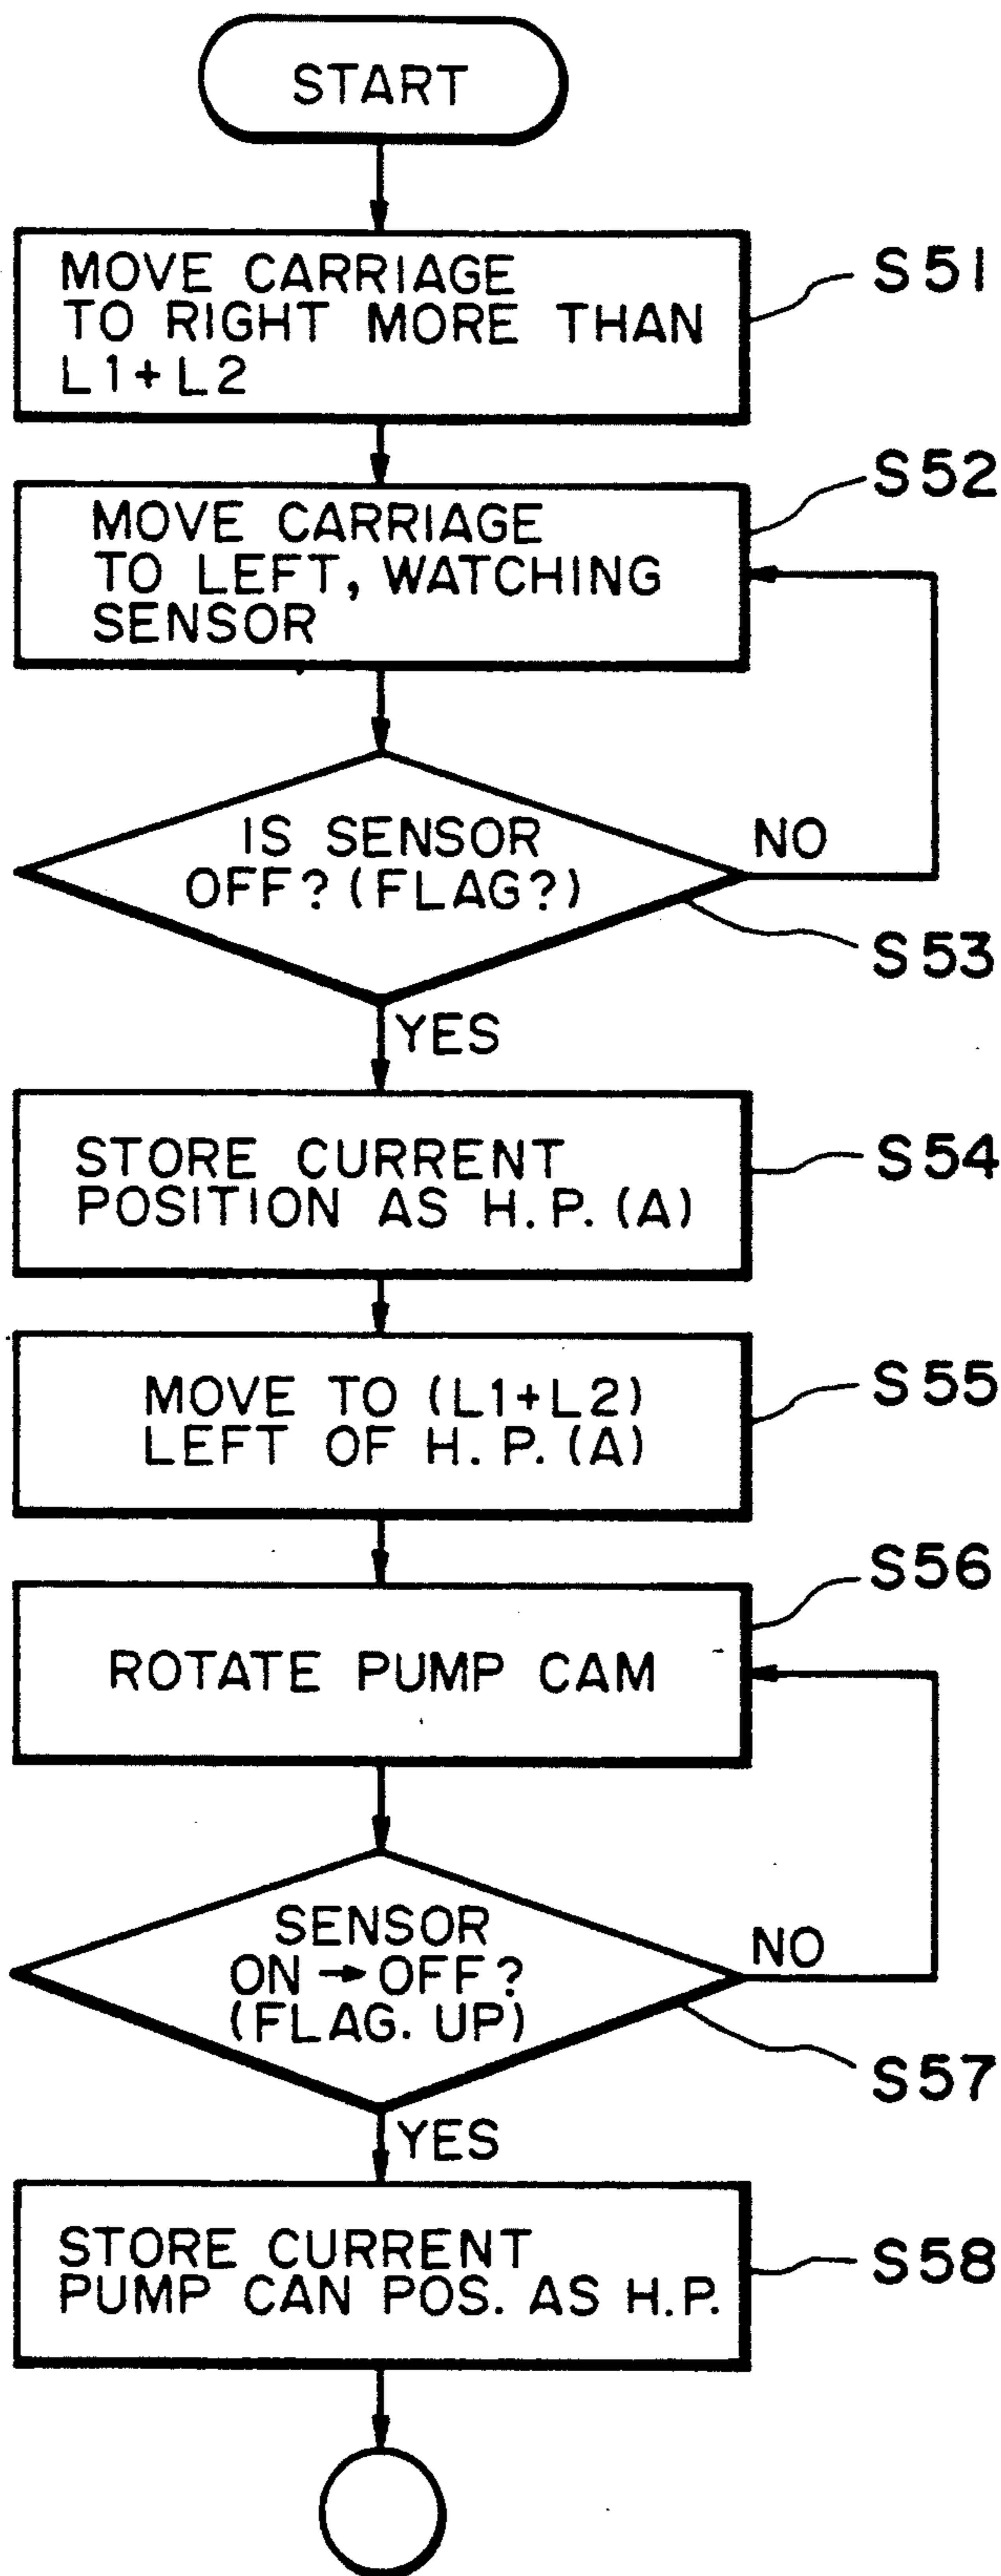 START
MOVE CARRIAGE
TO RIGHT MORE THAN
L1+L2
S51
MOVE CARRIAGE
TO LEFT, WATCHING
SENSOR
S52
IS SENSOR
OFF? (FLAG?)
NO
S53
YES
STORE CURRENT
POSITION AS H.P. (A)
S54
MOVE TO (L1+L2)
LEFT OF H.P. (A)
S55
ROTATE PUMP CAM
S56
SENSOR
ON → OFF?
(FLAG. UP)
NO
S57
YES
STORE CURRENT
PUMP CAN POS. AS H.P.
S58